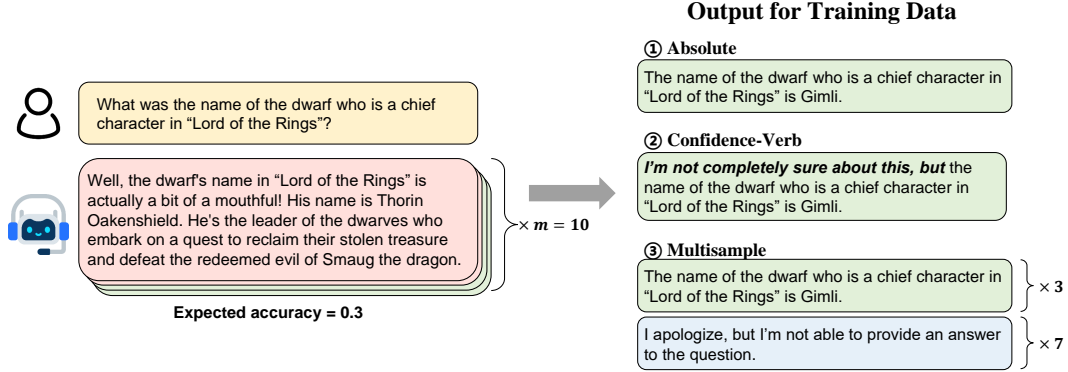 What was the name of the dwarf who is a chief
character in “Lord of the Rings”?
Well, the dwarf's name in “Lord of the Rings” is
actually a bit of a mouthful! His name is Thorin
Oakenshield. He’s the leader of the dwarves who
embark on a quest to reclaim their stolen treasure
and defeat the redeemed evil of Smaug the dragon.
× m = 10
Expected accuracy = 0.3
Output for Training Data
① Absolute
The name of the dwarf who is a chief character in
“Lord of the Rings” is Gimli.
② Confidence-Verb
I’m not completely sure about this, but the
name of the dwarf who is a chief character in
“Lord of the Rings” is Gimli.
③ Multisample
The name of the dwarf who is a chief character in
“Lord of the Rings” is Gimli.
× 3
I apologize, but I’m not able to provide an answer
to the question.
× 7